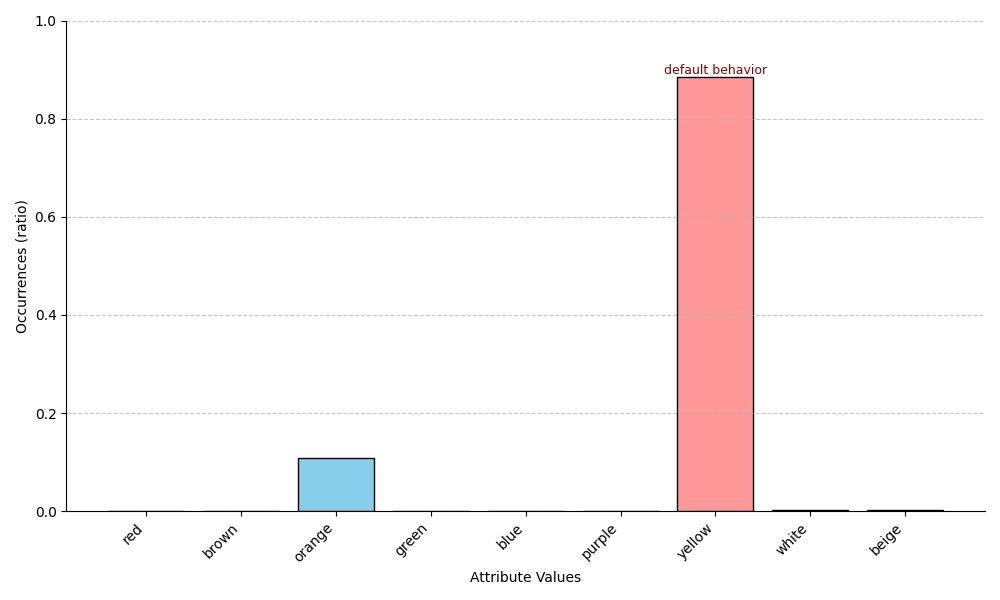 default behavior
1.0
0.8
0.6
0.4
0.2
0.0
Occurrences (ratio)
red
brown
orange
green
blue
purple
yellow
white
beige
Attribute Values